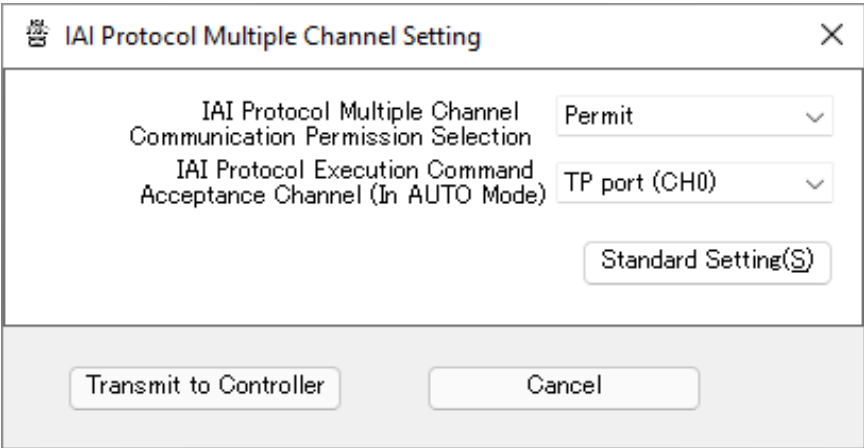 IAI Protocol Multiple Channel Setting
IAI Protocol Multiple Channel
Communication Permission Selection
Permit
IAI Protocol Execution Command
Acceptance Channel (In AUTO Mode)
TP port (CH0)
Standard Setting(S)
Transmit to Controller
Cancel